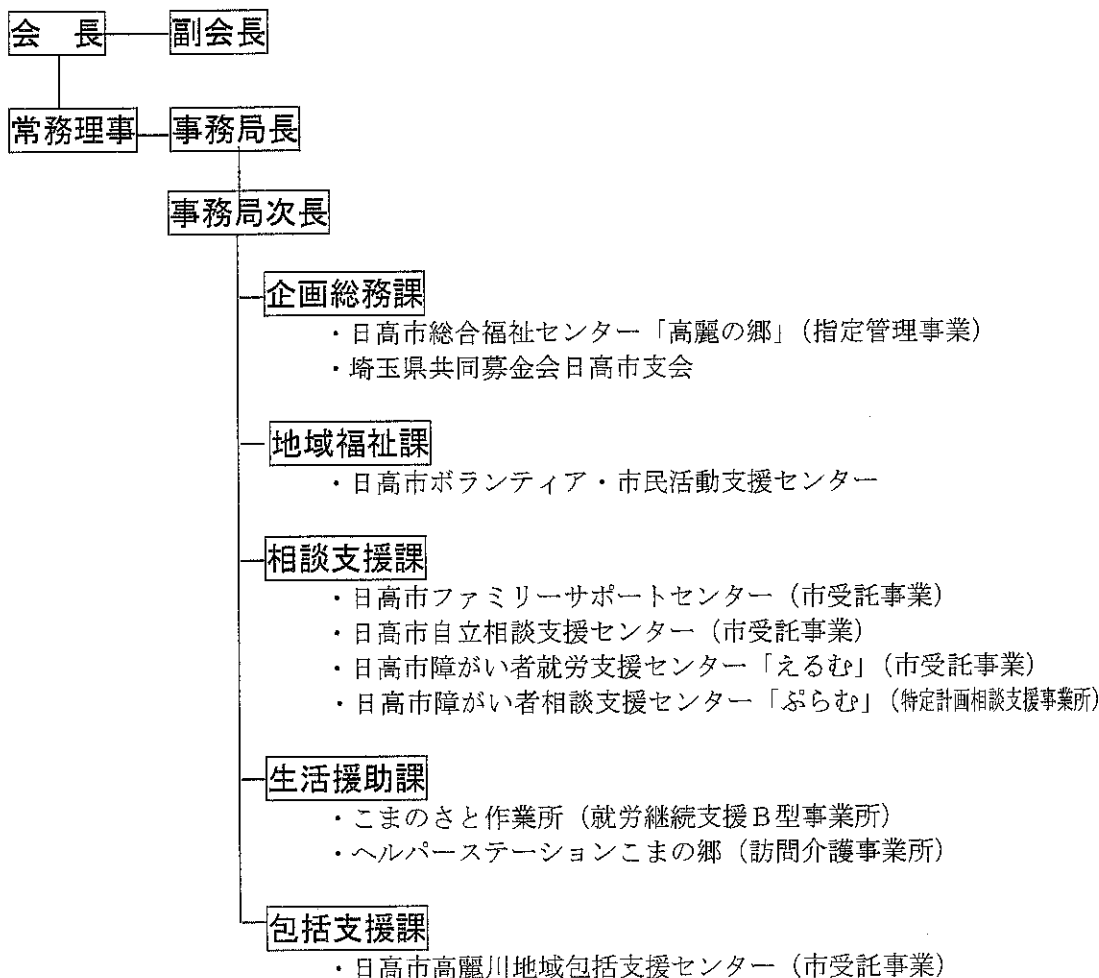 会　長 副会長
常務理事 事務局長
事務局次長
企画総務課
・日高市総合福祉センター「高麗の郷」（指定管理事業）
・埼玉県共同募金会日高市支会
地域福祉課
・日高市ボランティア・市民活動支援センター
相談支援課
・日高市ファミリーサポートセンター（市受託事業）
・日高市自立相談支援センター（市受託事業）
・日高市障がい者就労支援センター「えるむ」（市受託事業）
・日高市障がい者相談支援センター「ぷらむ」（特定計画相談支援事業所）
生活援助課
・こまのさと作業所（就労継続支援Ｂ型事業所）
・ヘルパーステーションこまの郷（訪問介護事業所）
包括支援課
・日高市高麗川地域包括支援センター（市受託事業）